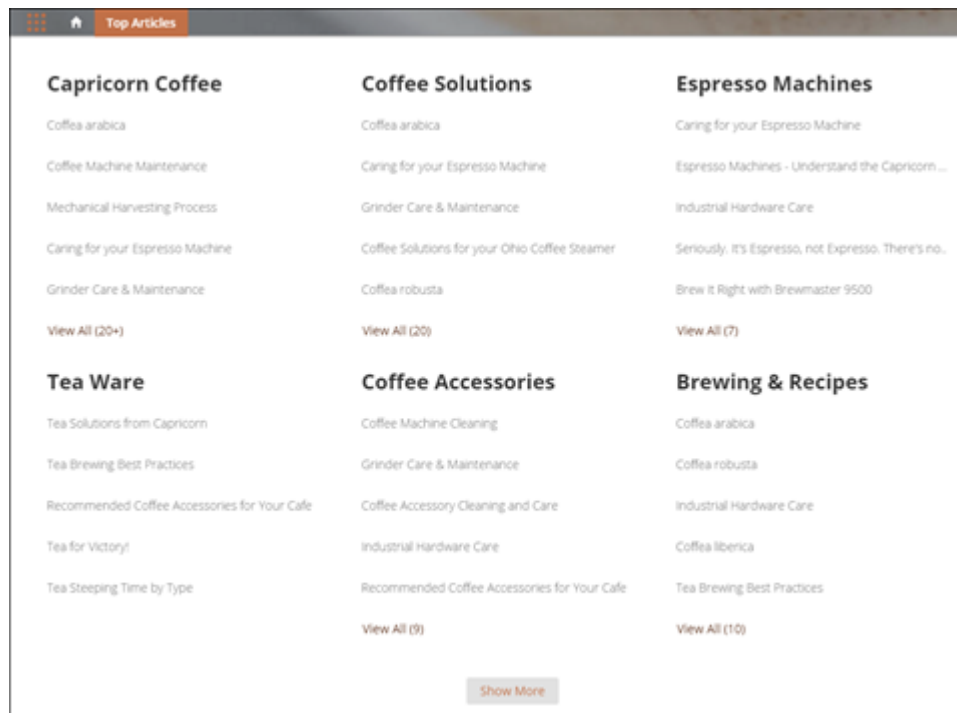 Top Articles
Capricorn Coffee
Coffea arabica
Coffee Machine Maintenance
Mechanical Harvesting Process
Caring for your Espresso Machine
Grinder Care & Maintenance
View All (20+)
Coffee Solutions
Coffea arabica
Caring for your Espresso Machine
Grinder Care & Maintenance
Coffee Solutions for your Ohio Coffee Steamer
Coffea robusta
View All (20)
Espresso Machines
Caring for your Espresso Machine
Espresso Machines - Understand the Capricorn ...
Industrial Hardware Care
Seriously. It's Espresso, not Expresso. There's no..
Brew it Right with Brewmaster 9500
View All (7)
Tea Ware
Tea Solutions from Capricorn
Tea Brewing Best Practices
Recommended Coffee Accessories for Your Cafe
Tea for Victory!
Tea Steeping Time by Type
Coffee Accessories
Coffee Machine Cleaning
Grinder Care & Maintenance
Coffee Accessory Cleaning and Care
Industrial Hardware Care
Recommended Coffee Accessories for Your Cafe
View All (9)
Brewing & Recipes
Coffea arabica
Coffea robusta
Industrial Hardware Care
Coffea liberica
Tea Brewing Best Practices
View All (10)
Show More